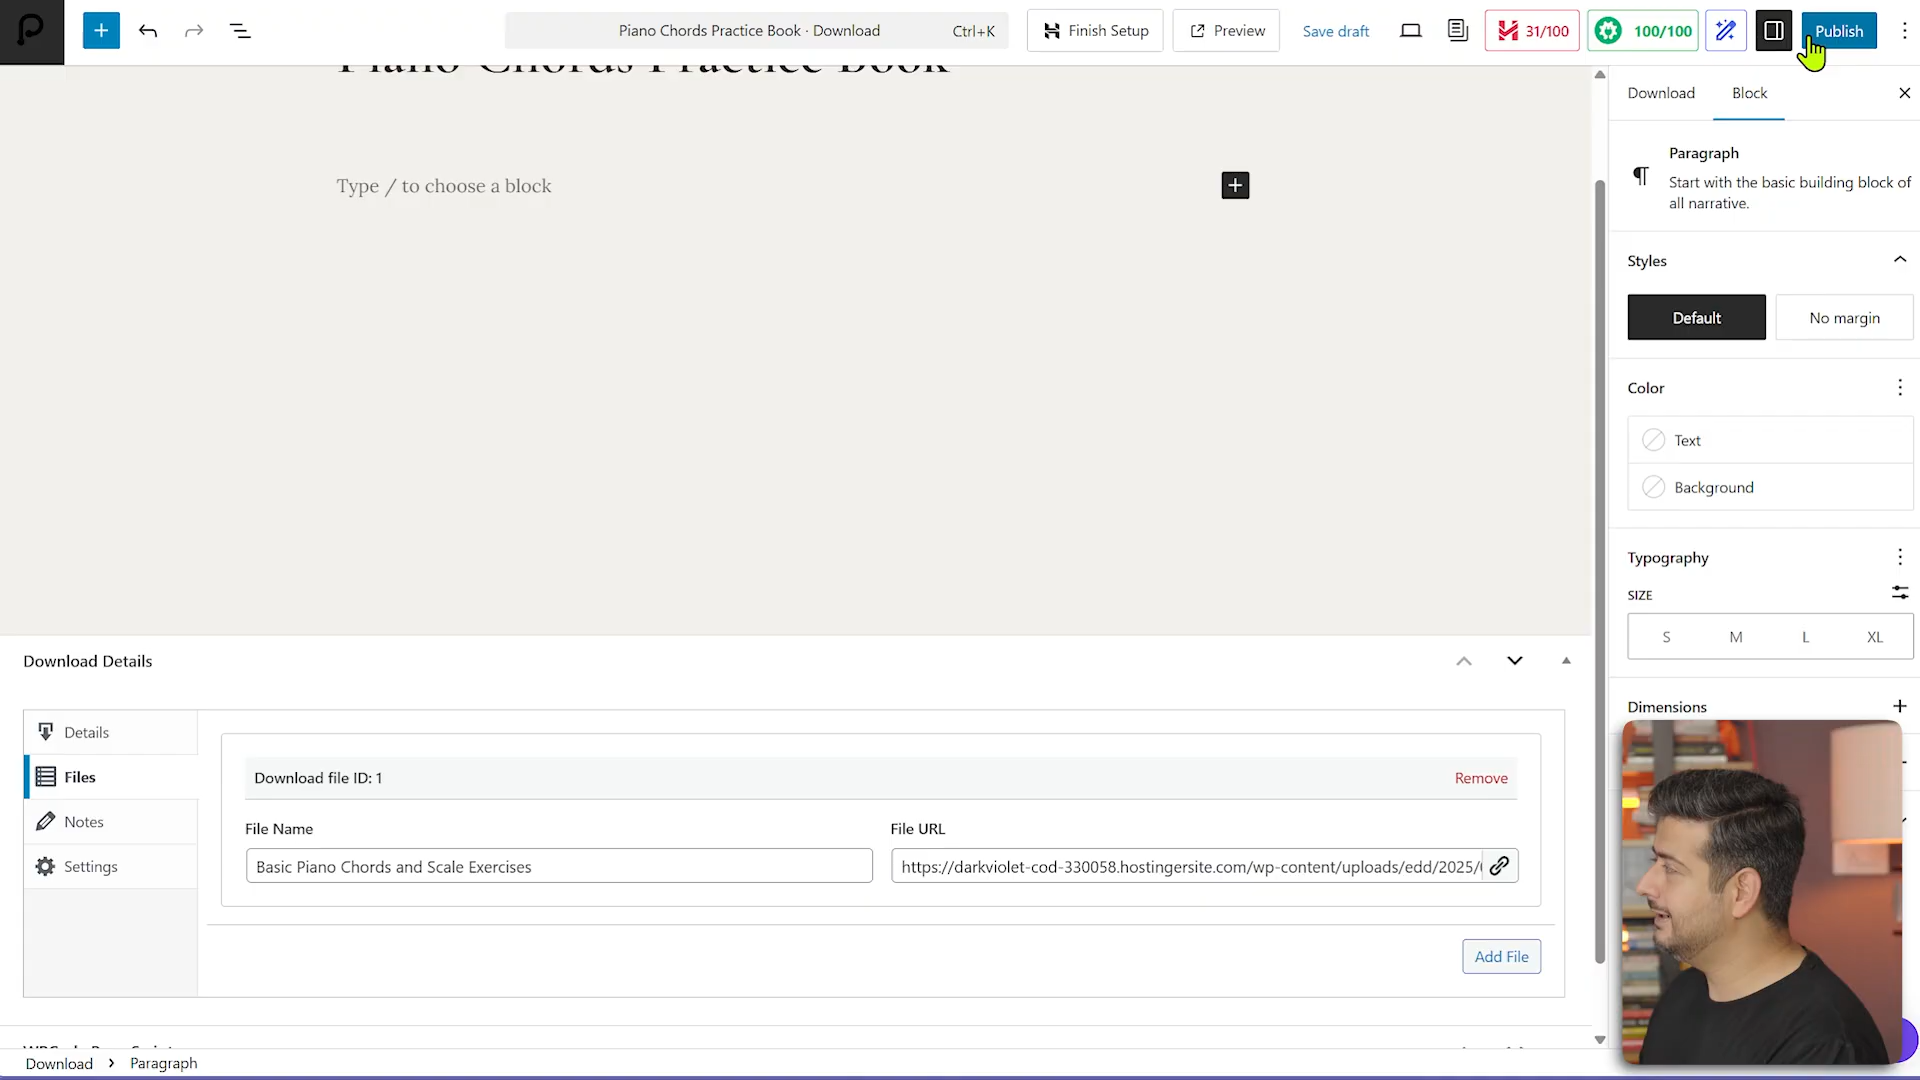 Piano Chords Practice Book · Download Ctrl+K
Finish Setup
Preview
Save draft
31/100
100/100
Publish
Piano Chords Practice Book
Type / to choose a block
Download Block
Paragraph
Start with the basic building block of
all narrative.
Styles
Default
No margin
Color
Text
Background
Typography
SIZE
S M L XL
Dimensions
Download Details
Details
Files
Notes
Settings
Download file ID: 1
Remove
File Name
File URL
Basic Piano Chords and Scale Exercises
https://darkviolet-cod-330058.hostingersite.com/wp-content/uploads/edd/2025/
Add File
Download › Paragraph